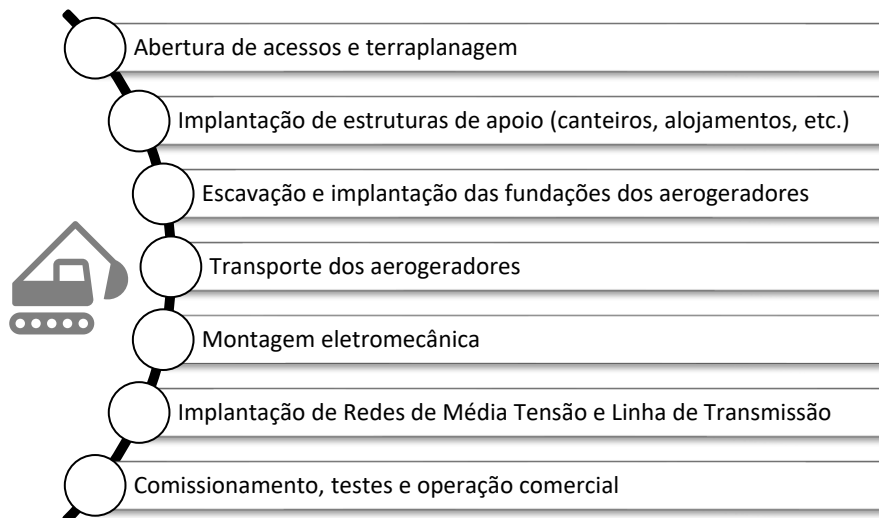 Abertura de acessos e terraplanagem
Implantação de estruturas de apoio (canteiros, alojamentos, etc.)
Escavação e implantação das fundações dos aerogeradores
Transporte dos aerogeradores
Montagem eletromecânica
Implantação de Redes de Média Tensão e Linha de Transmissão
Comissionamento, testes e operação comercial